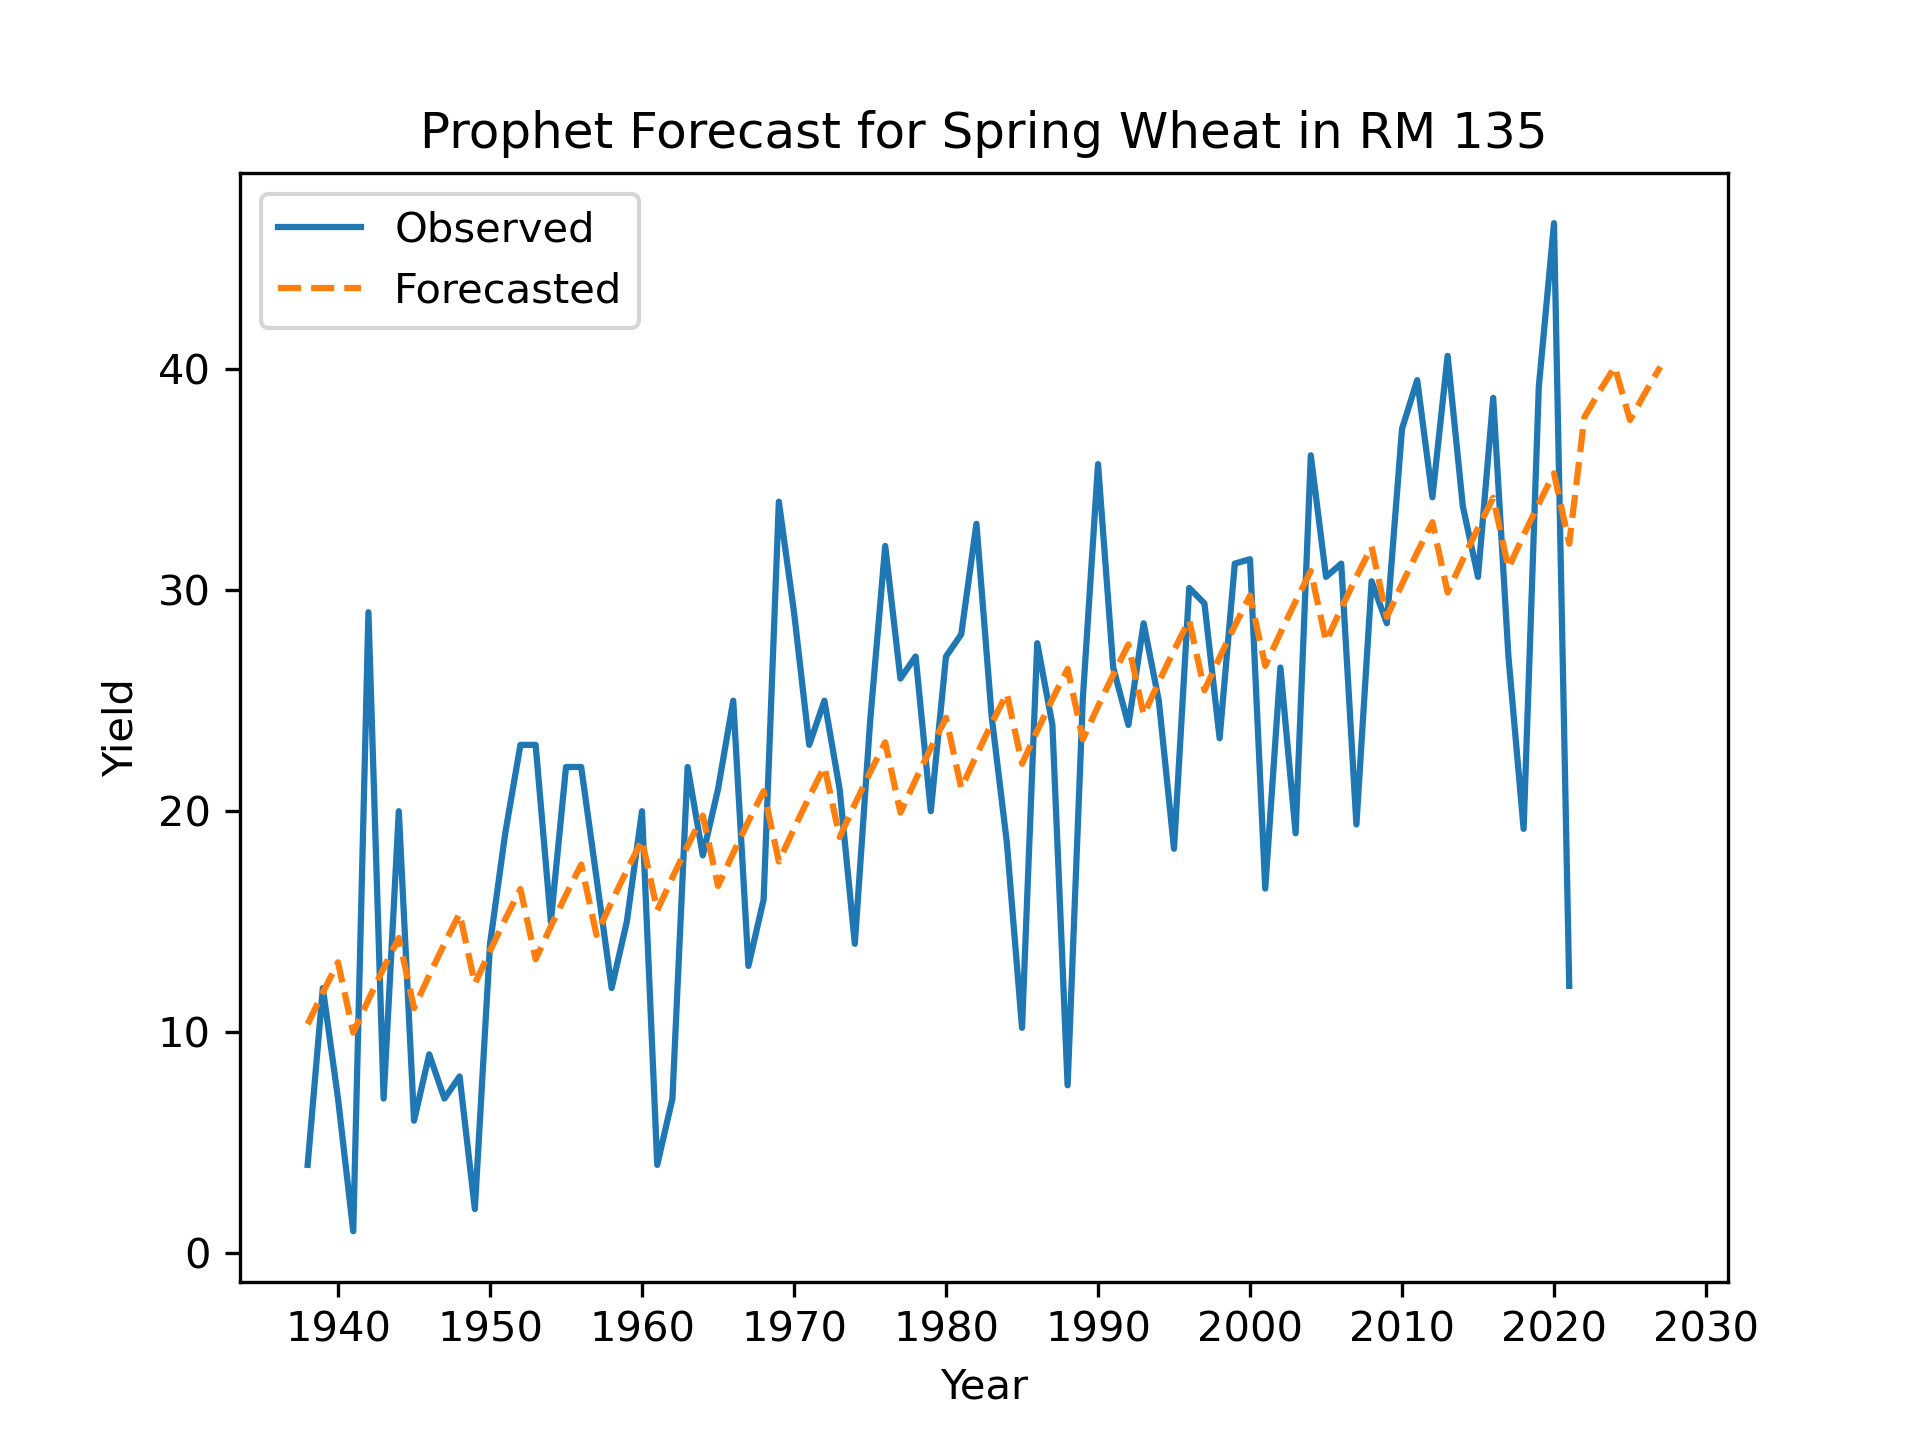 Prophet Forecast for Spring Wheat in RM 135
Observed
Forecasted
40
30
20
10
0
Yield
1940 1950 1960 1970 1980 1990 2000 2010 2020 2030
Year